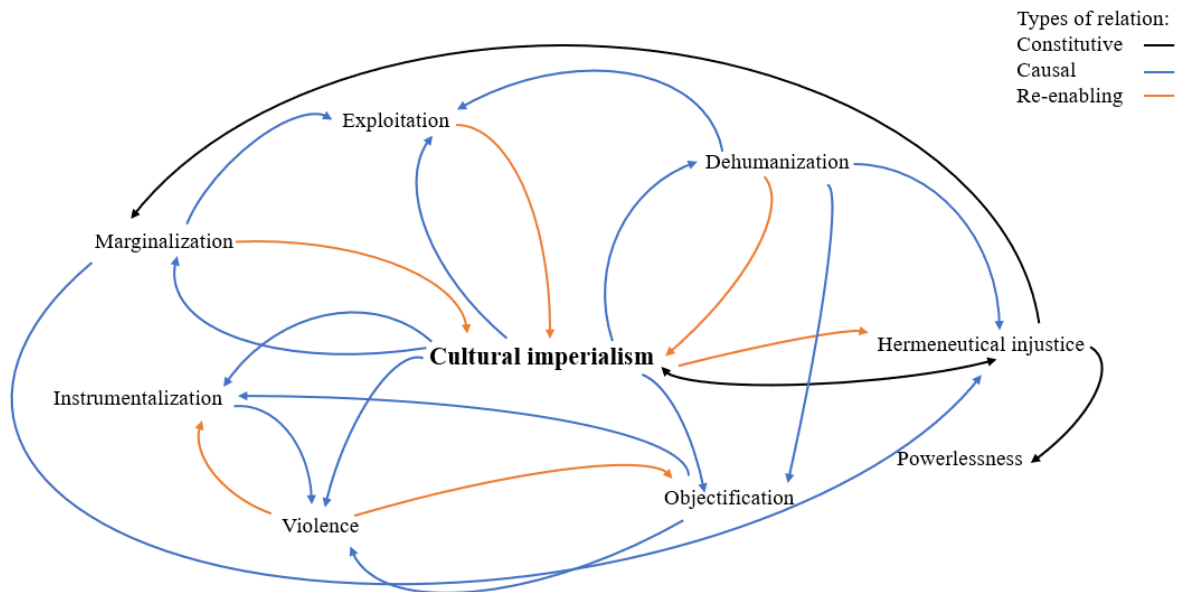 Types of relation:
Constitutive
Causal
Re-enabling
Exploitation
Dehumanization
Marginalization
Hermeneutical injustice
Cultural imperialism
Instrumentalization
Powerlessness
Objectification
Violence